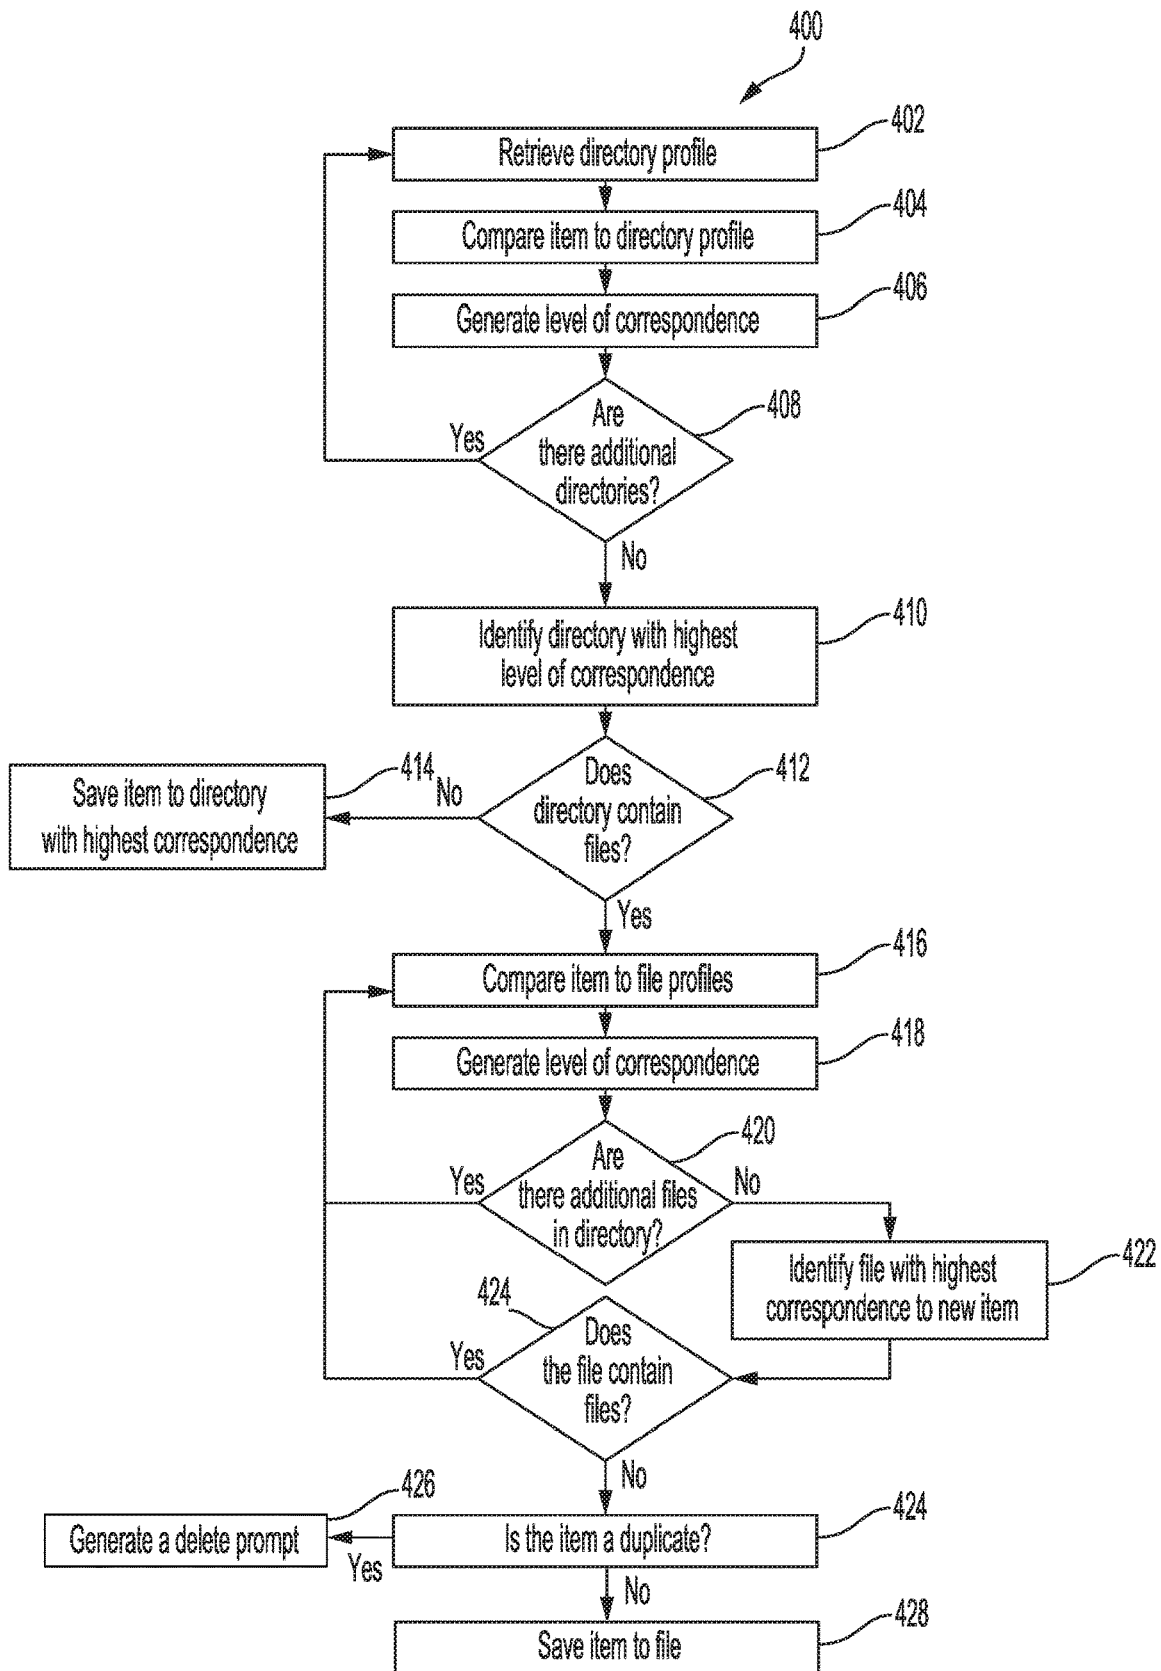 400
402
Retrieve directory profile
404
Compare item to directory profile
406
Generate level of correspondence
408
Are
there additional
directories?
Yes
No
410
Identify directory with highest
level of correspondence
412
Does
directory contain
files?
No
414
Save item to directory
with highest correspondence
Yes
416
Compare item to file profiles
418
Generate level of correspondence
420
Are
there additional files
in directory?
Yes
No
422
Identify file with highest
correspondence to new item
424
Does
the file contain
files?
Yes
No
424
Is the item a duplicate?
426
Generate a delete prompt
Yes
No
428
Save item to file